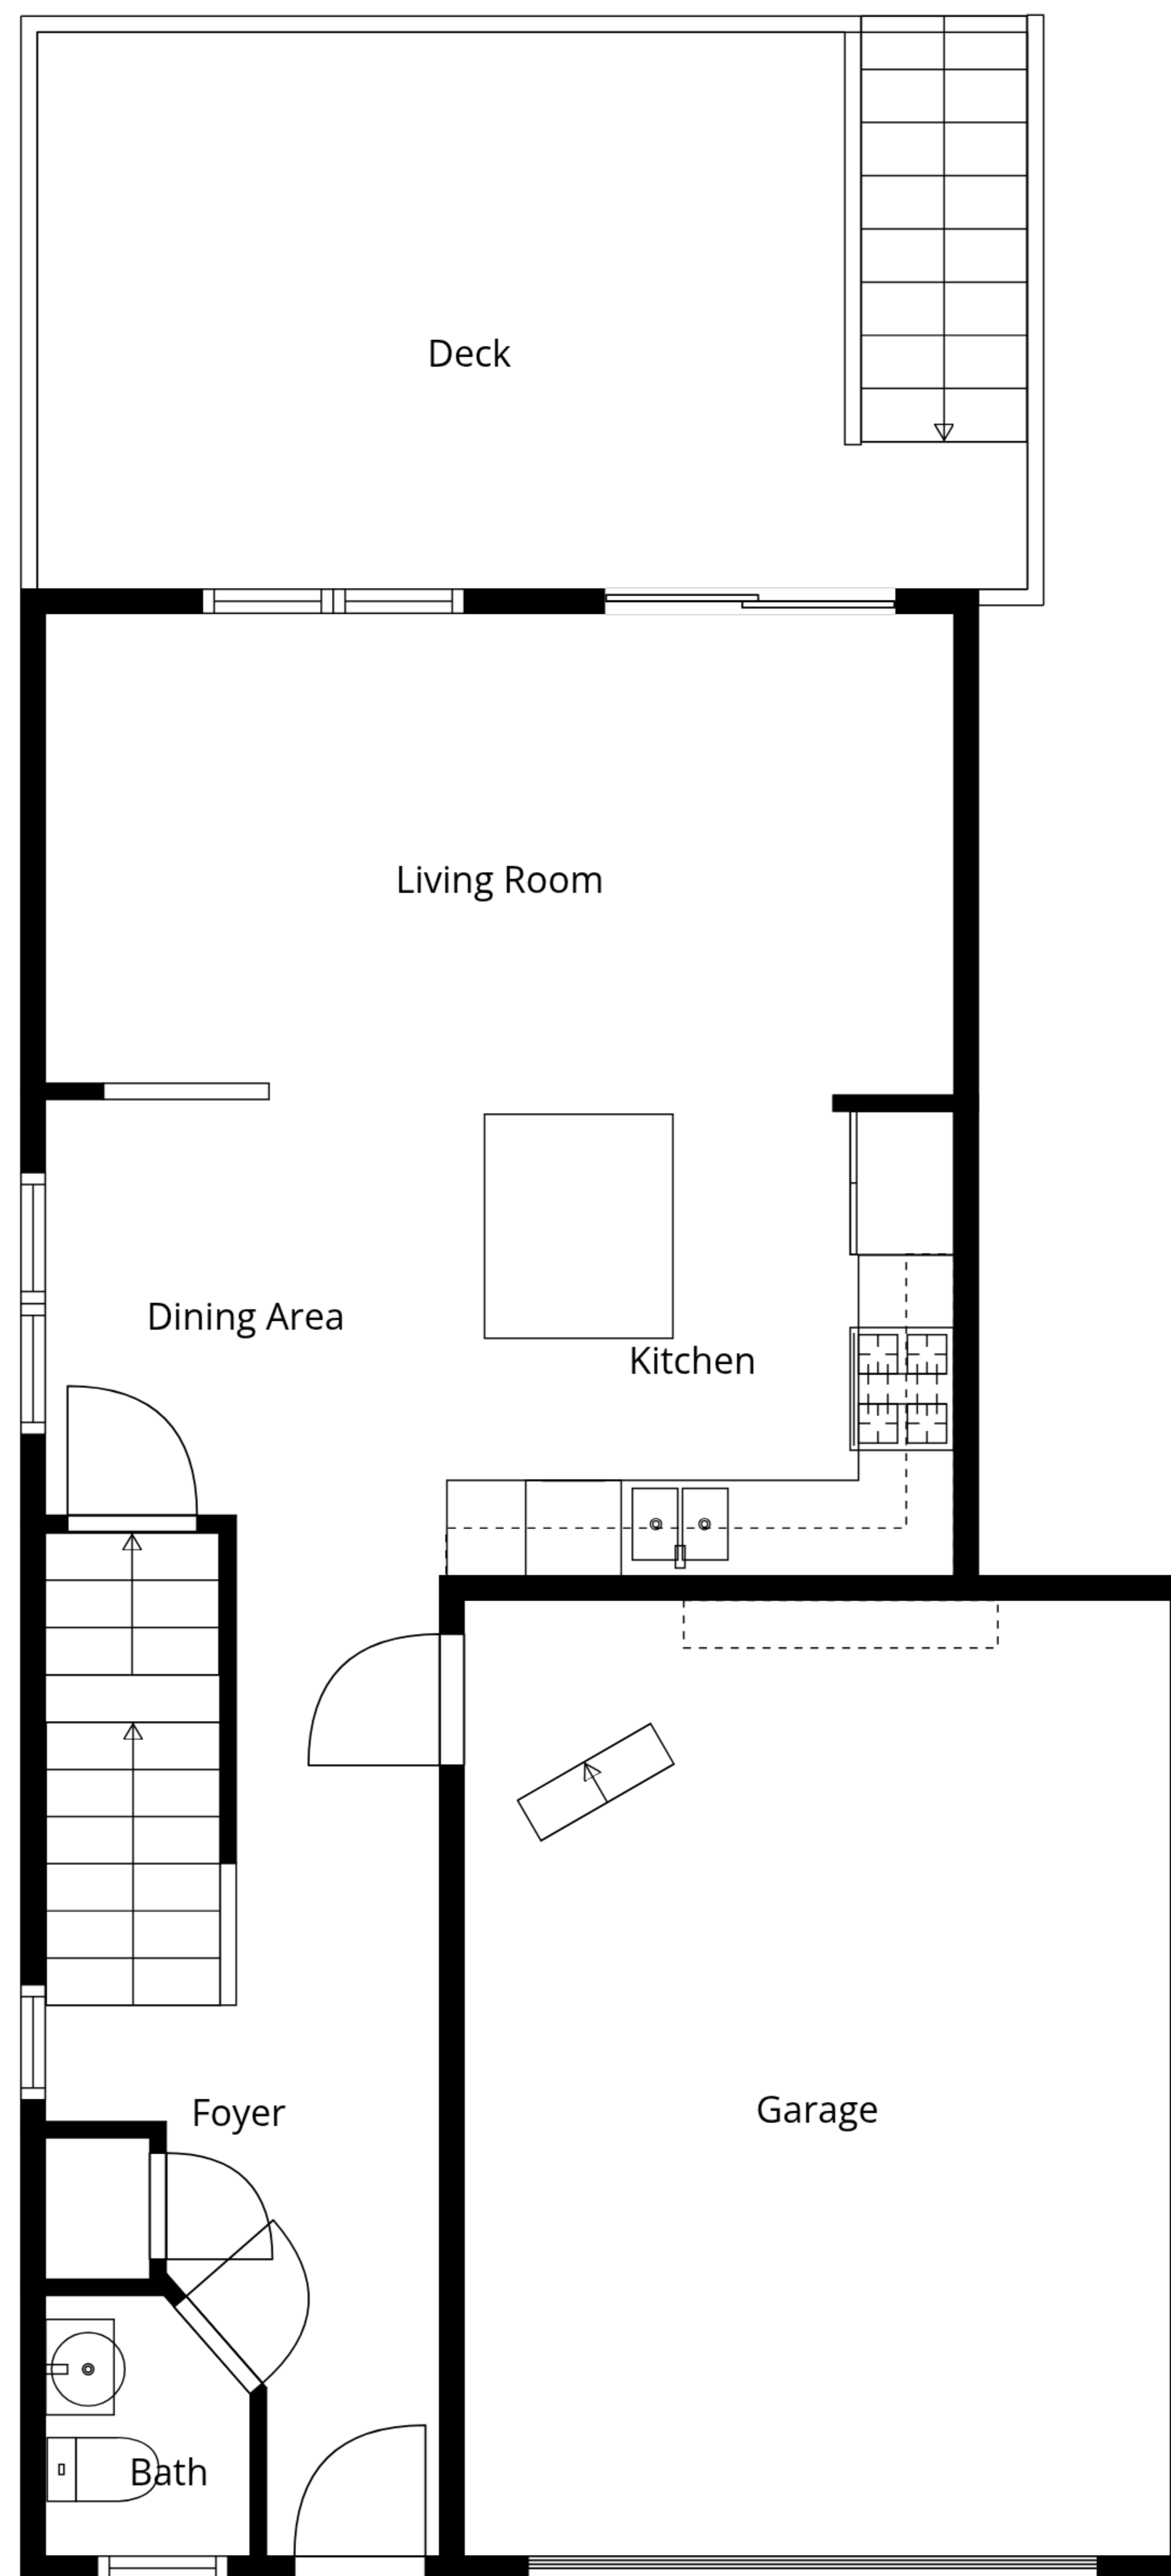 Deck
Living Room
Dining Area
Kitchen
Foyer
Garage
Bath